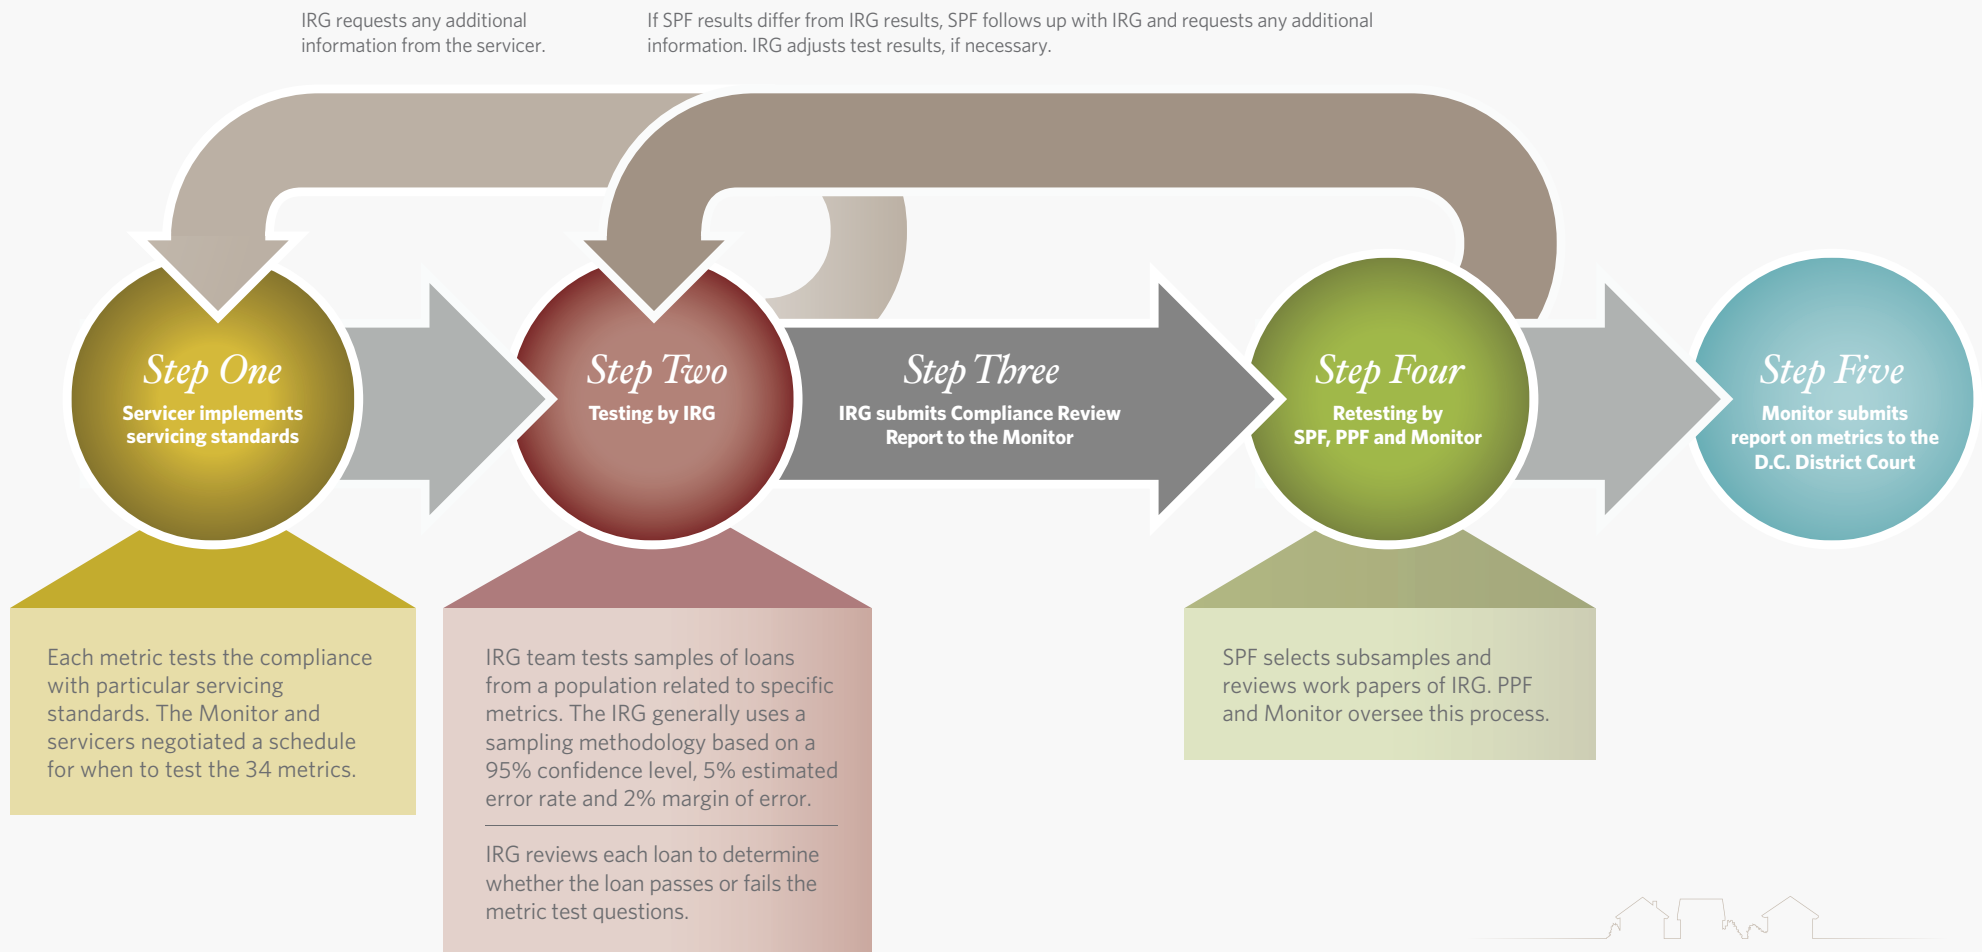 IRG requests any additional
information from the servicer.
If SPF results differ from IRG results, SPF follows up with IRG and requests any additional
information. IRG adjusts test results, if necessary.
Step One
Servicer implements
servicing standards
Step Two
Testing by IRG
Step Three
IRG submits Compliance Review
Report to the Monitor
Step Four
Retesting by
SPF, PPF and Monitor
Step Five
Monitor submits
report on metrics to the
D.C. District Court
Each metric tests the compliance
with particular servicing
standards. The Monitor and
servicers negotiated a schedule
for when to test the 34 metrics.
IRG team tests samples of loans
from a population related to specific
metrics. The IRG generally uses a
sampling methodology based on a
95% confidence level, 5% estimated
error rate and 2% margin of error.
IRG reviews each loan to determine
whether the loan passes or fails the
metric test questions.
SPF selects subsamples and
reviews work papers of IRG. PPF
and Monitor oversee this process.